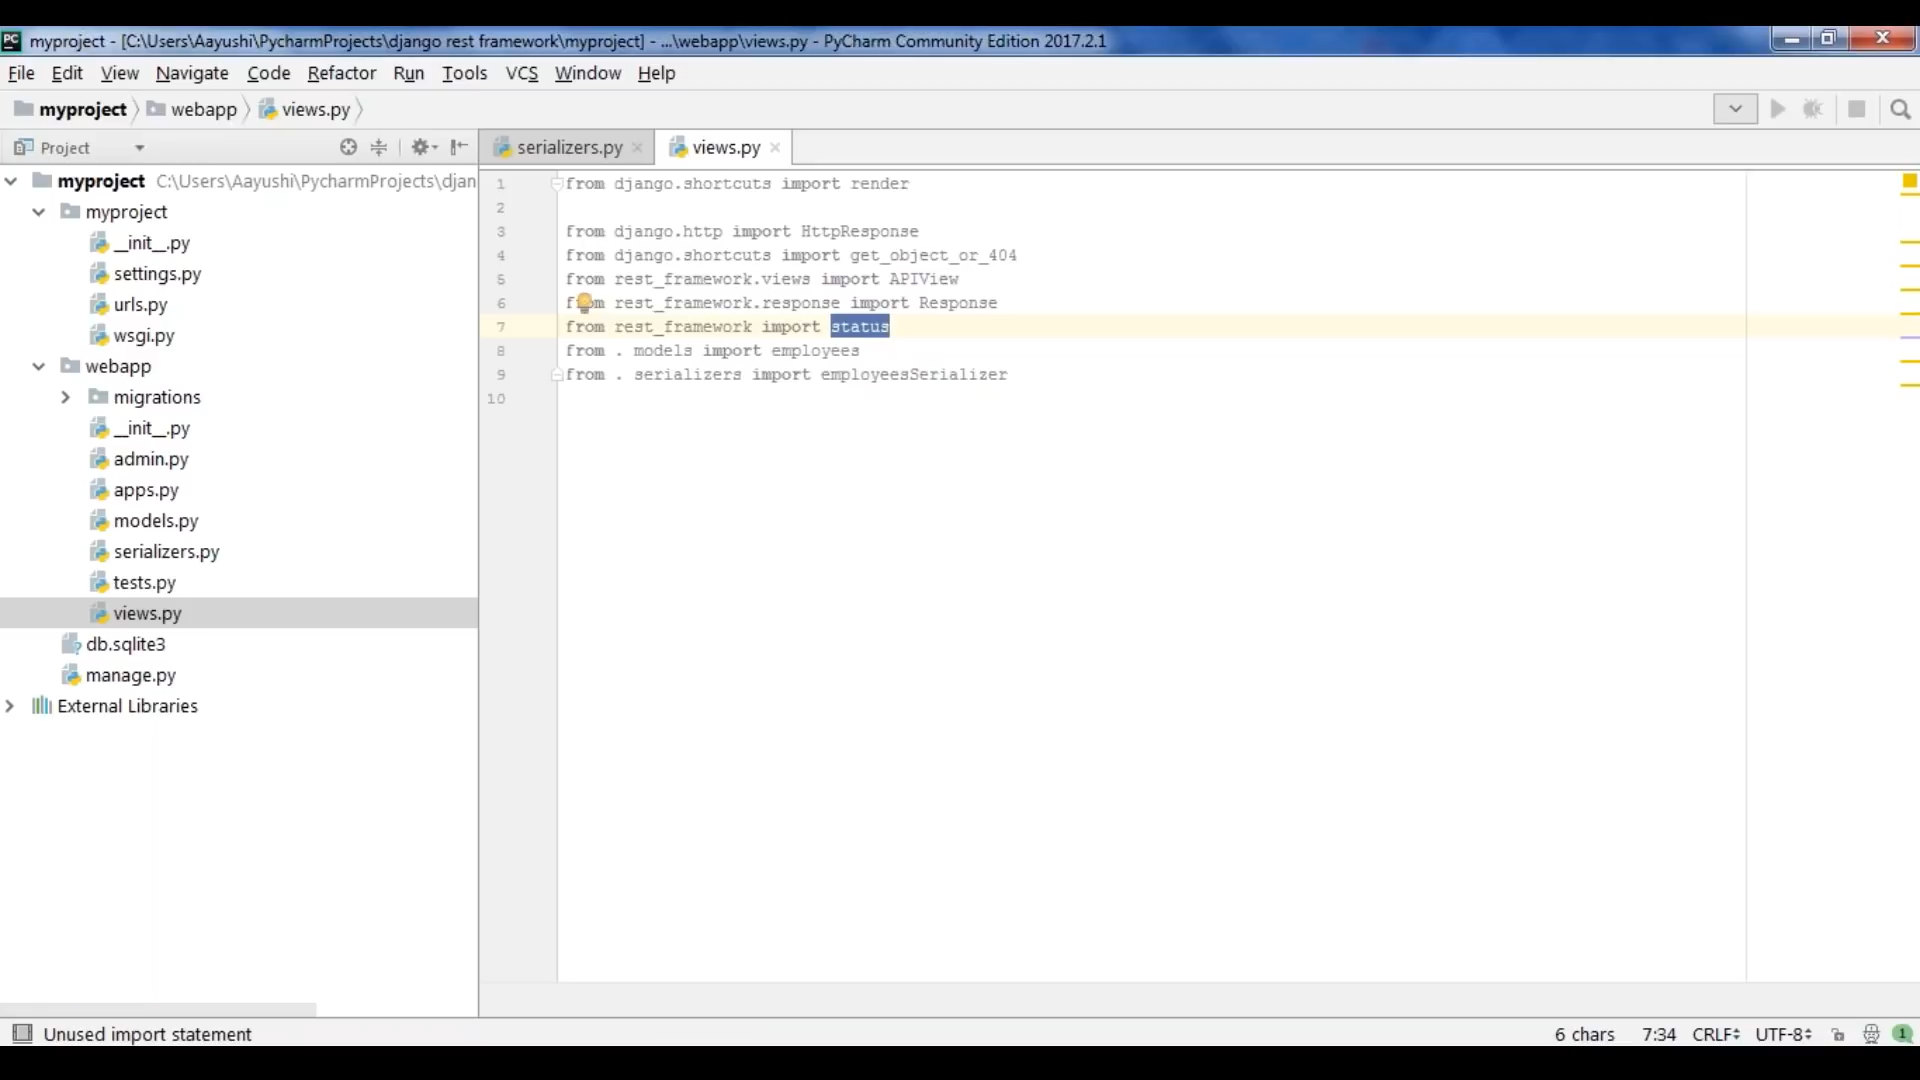 PC myproject - [C:\Users\Aayushi\PycharmProjects\django rest framework\myproject] - ...\webapp\views.py - PyCharm Community Edition 2017.2.1
File Edit View Navigate Code Refactor Run Tools VCS Window Help
myproject webapp views.py
Project
serializers.py views.py
myproject C:\Users\Aayushi\PycharmProjects\djan
myproject
__init__.py
settings.py
urls.py
wsgi.py
webapp
migrations
__init__.py
admin.py
apps.py
models.py
serializers.py
tests.py
views.py
db.sqlite3
manage.py
External Libraries
1 from django.shortcuts import render
2
3 from django.http import HttpResponse
4 from django.shortcuts import get_object_or_404
5 from rest_framework.views import APIView
6 from rest_framework.response import Response
7 from rest_framework import status
8 from . models import employees
9 from . serializers import employeesSerializer
10
Unused import statement 6 chars 7:34 CRLF UTF-8 1